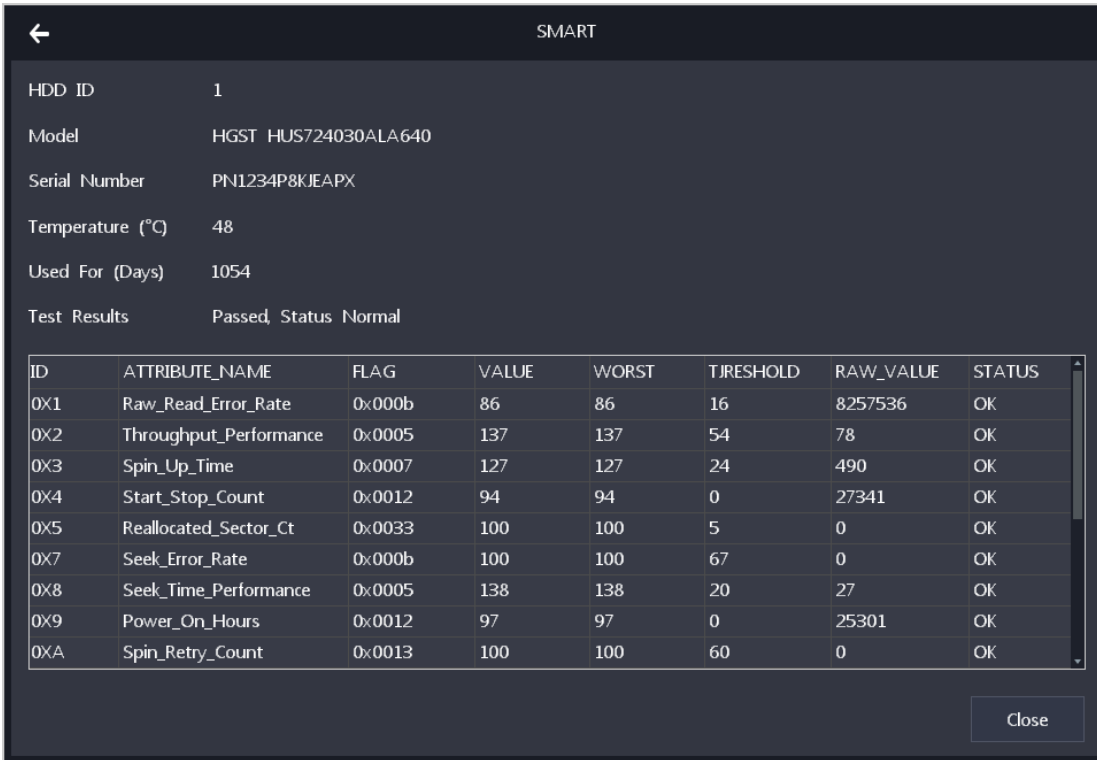 SMART
HDD ID 1
Model HGST HUS724030ALA640
Serial Number PN1234P8KJEAPX
Temperature (°C) 48
Used For (Days) 1054
Test Results Passed, Status Normal
ID ATTRIBUTE_NAME FLAG VALUE WORST TJRESHOLD RAW_VALUE STATUS
0X1 Raw_Read_Error_Rate 0x000b 86 86 16 8257536 OK
0X2 Throughput_Performance 0x0005 137 137 54 78 OK
0X3 Spin_Up_Time 0x0007 127 127 24 490 OK
0X4 Start_Stop_Count 0x0012 94 94 0 27341 OK
0X5 Reallocated_Sector_Ct 0x0033 100 100 5 0 OK
0X7 Seek_Error_Rate 0x000b 100 100 67 0 OK
0X8 Seek_Time_Performance 0x0005 138 138 20 27 OK
0X9 Power_On_Hours 0x0012 97 97 0 25301 OK
0XA Spin_Retry_Count 0x0013 100 100 60 0 OK
Close